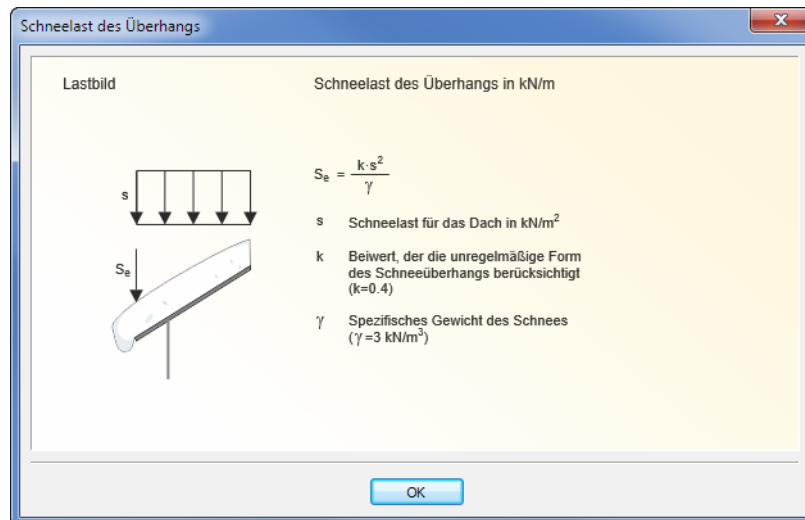 Schneelast des Überhangs
Lastbild
Schneelast des Überhangs in kN/m
s
Sₑ
Sₑ = k·s² / γ
s Schneelast für das Dach in kN/m²
k Beiwert, der die unregelmäßige Form
des Schneeüberhangs berücksichtigt
(k=0.4)
γ Spezifisches Gewicht des Schnees
(γ=3 kN/m³)
OK